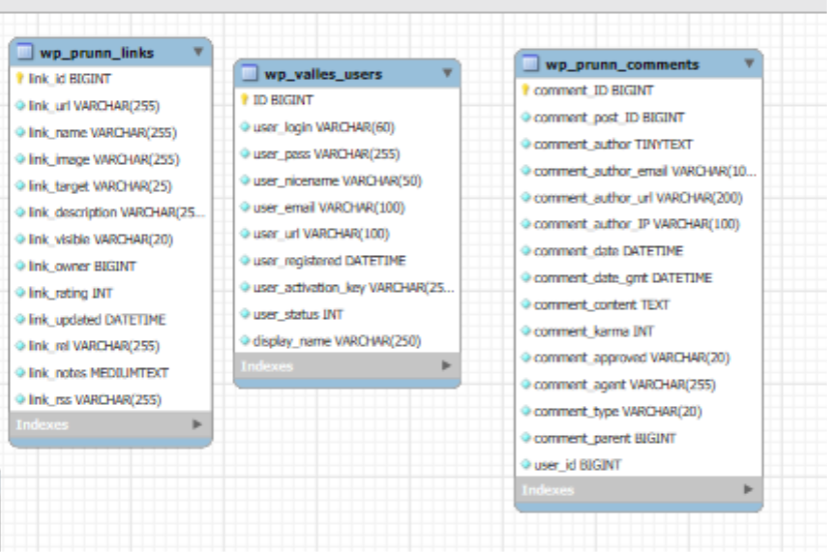 wp_prunn_links
link_id BIGINT
link_url VARCHAR(255)
link_name VARCHAR(255)
link_image VARCHAR(255)
link_target VARCHAR(25)
link_description VARCHAR(25...
link_visible VARCHAR(20)
link_owner BIGINT
link_rating INT
link_updated DATETIME
link_rel VARCHAR(255)
link_notes MEDIUMTEXT
link_rss VARCHAR(255)
Indexes
wp_valles_users
ID BIGINT
user_login VARCHAR(60)
user_pass VARCHAR(255)
user_nicename VARCHAR(50)
user_email VARCHAR(100)
user_url VARCHAR(100)
user_registered DATETIME
user_activation_key VARCHAR(25...
user_status INT
display_name VARCHAR(250)
Indexes
wp_prunn_comments
comment_ID BIGINT
comment_post_ID BIGINT
comment_author TINYTEXT
comment_author_email VARCHAR(10...
comment_author_url VARCHAR(200)
comment_author_IP VARCHAR(100)
comment_date DATETIME
comment_date_gmt DATETIME
comment_content TEXT
comment_karma INT
comment_approved VARCHAR(20)
comment_agent VARCHAR(255)
comment_type VARCHAR(20)
comment_parent BIGINT
user_id BIGINT
Indexes